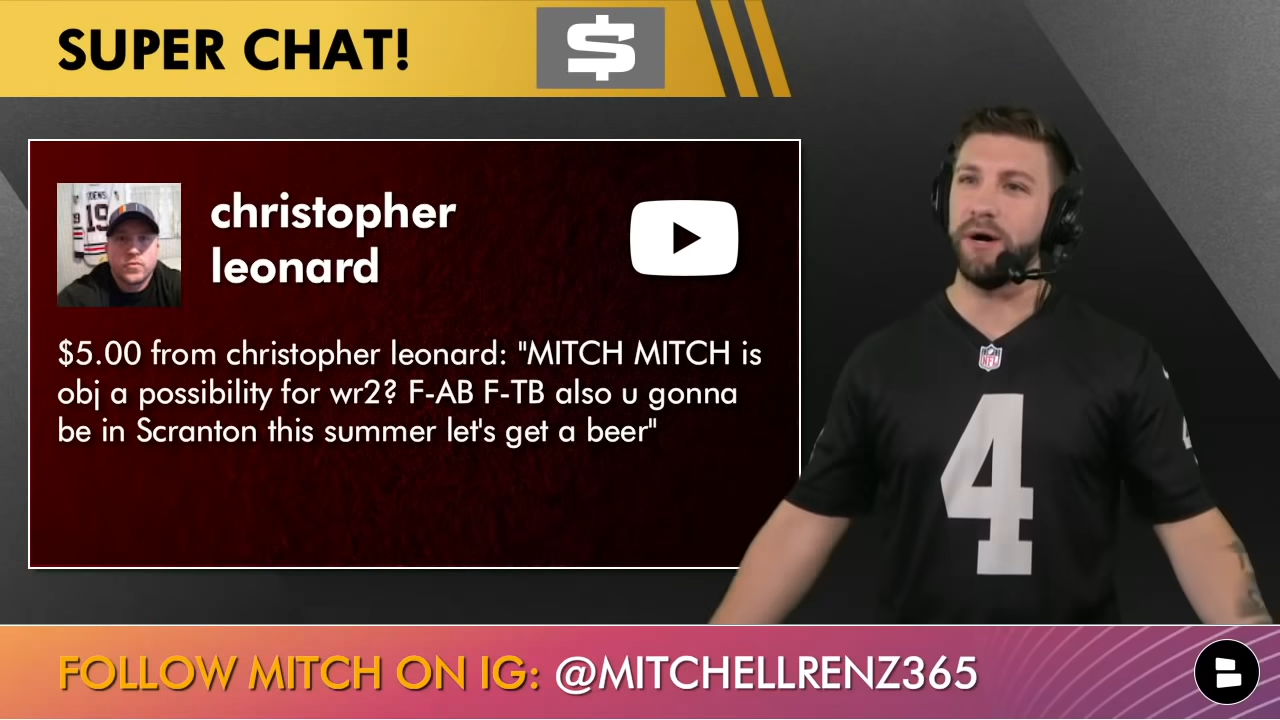 SUPER CHAT!
$
christopher
leonard
$5.00 from christopher leonard: "MITCH MITCH is
obj a possibility for wr2? F-AB F-TB also u gonna
be in Scranton this summer let's get a beer"
19
NFL
4
FOLLOW MITCH ON IG: @MITCHELLRENZ365